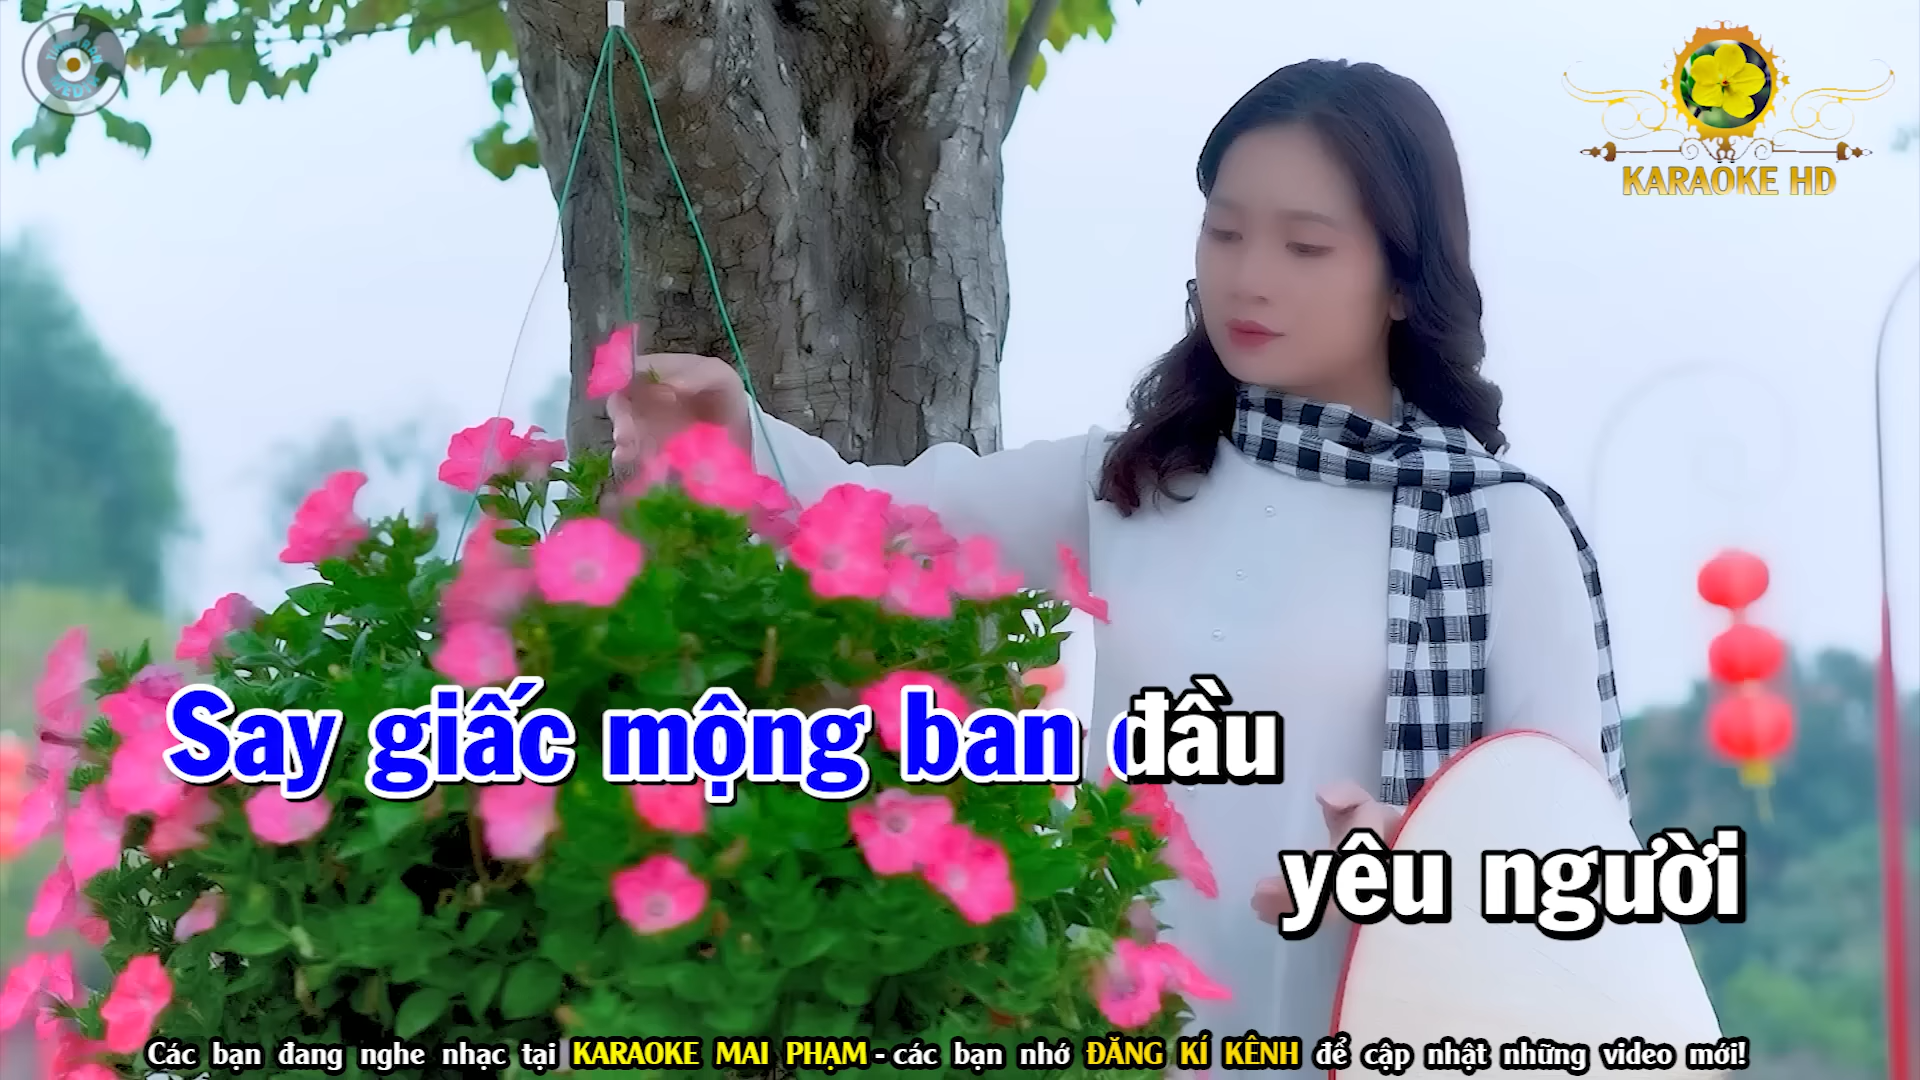 KARAOKE HD
Say giấc mộng ban đầu
yêu người
Các bạn đang nghe nhạc tại KARAOKE MAI PHẠM - các bạn nhớ ĐĂNG KÍ KÊNH để cập nhật những video mới!